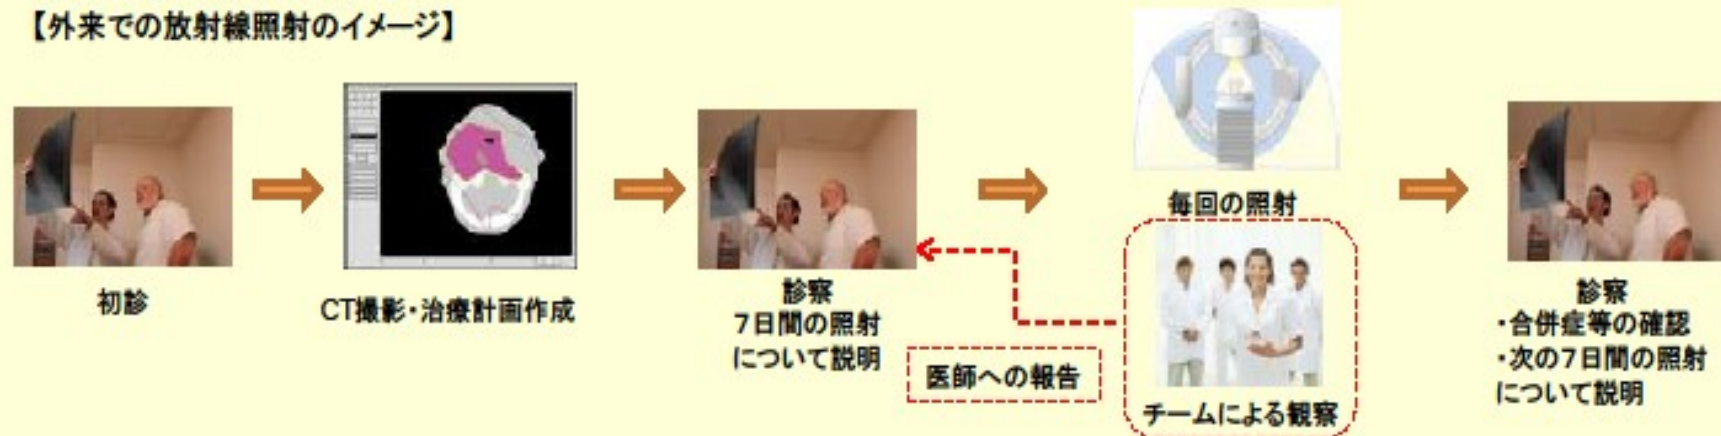 【外来での放射線照射のイメージ】
初診
CT撮影・治療計画作成
診察
7日間の照射
について説明
毎回の照射
医師への報告
チームによる観察
診察
・合併症等の確認
・次の7日間の照射
について説明